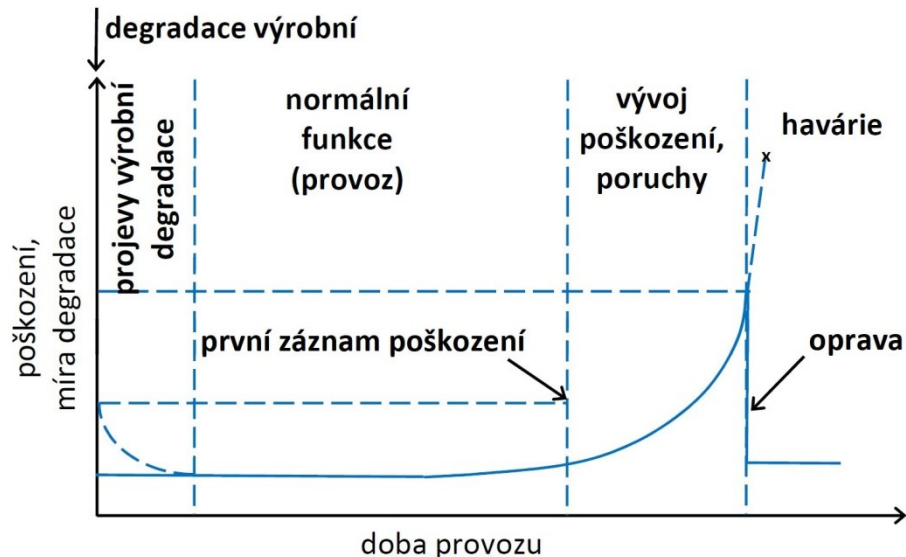 degradace výrobní
projevy výrobní
degradace
normální
funkce
(provoz)
vývoj
poškození,
poruchy
havárie
x
poškození,
míra degradace
první záznam poškození
oprava
doba provozu